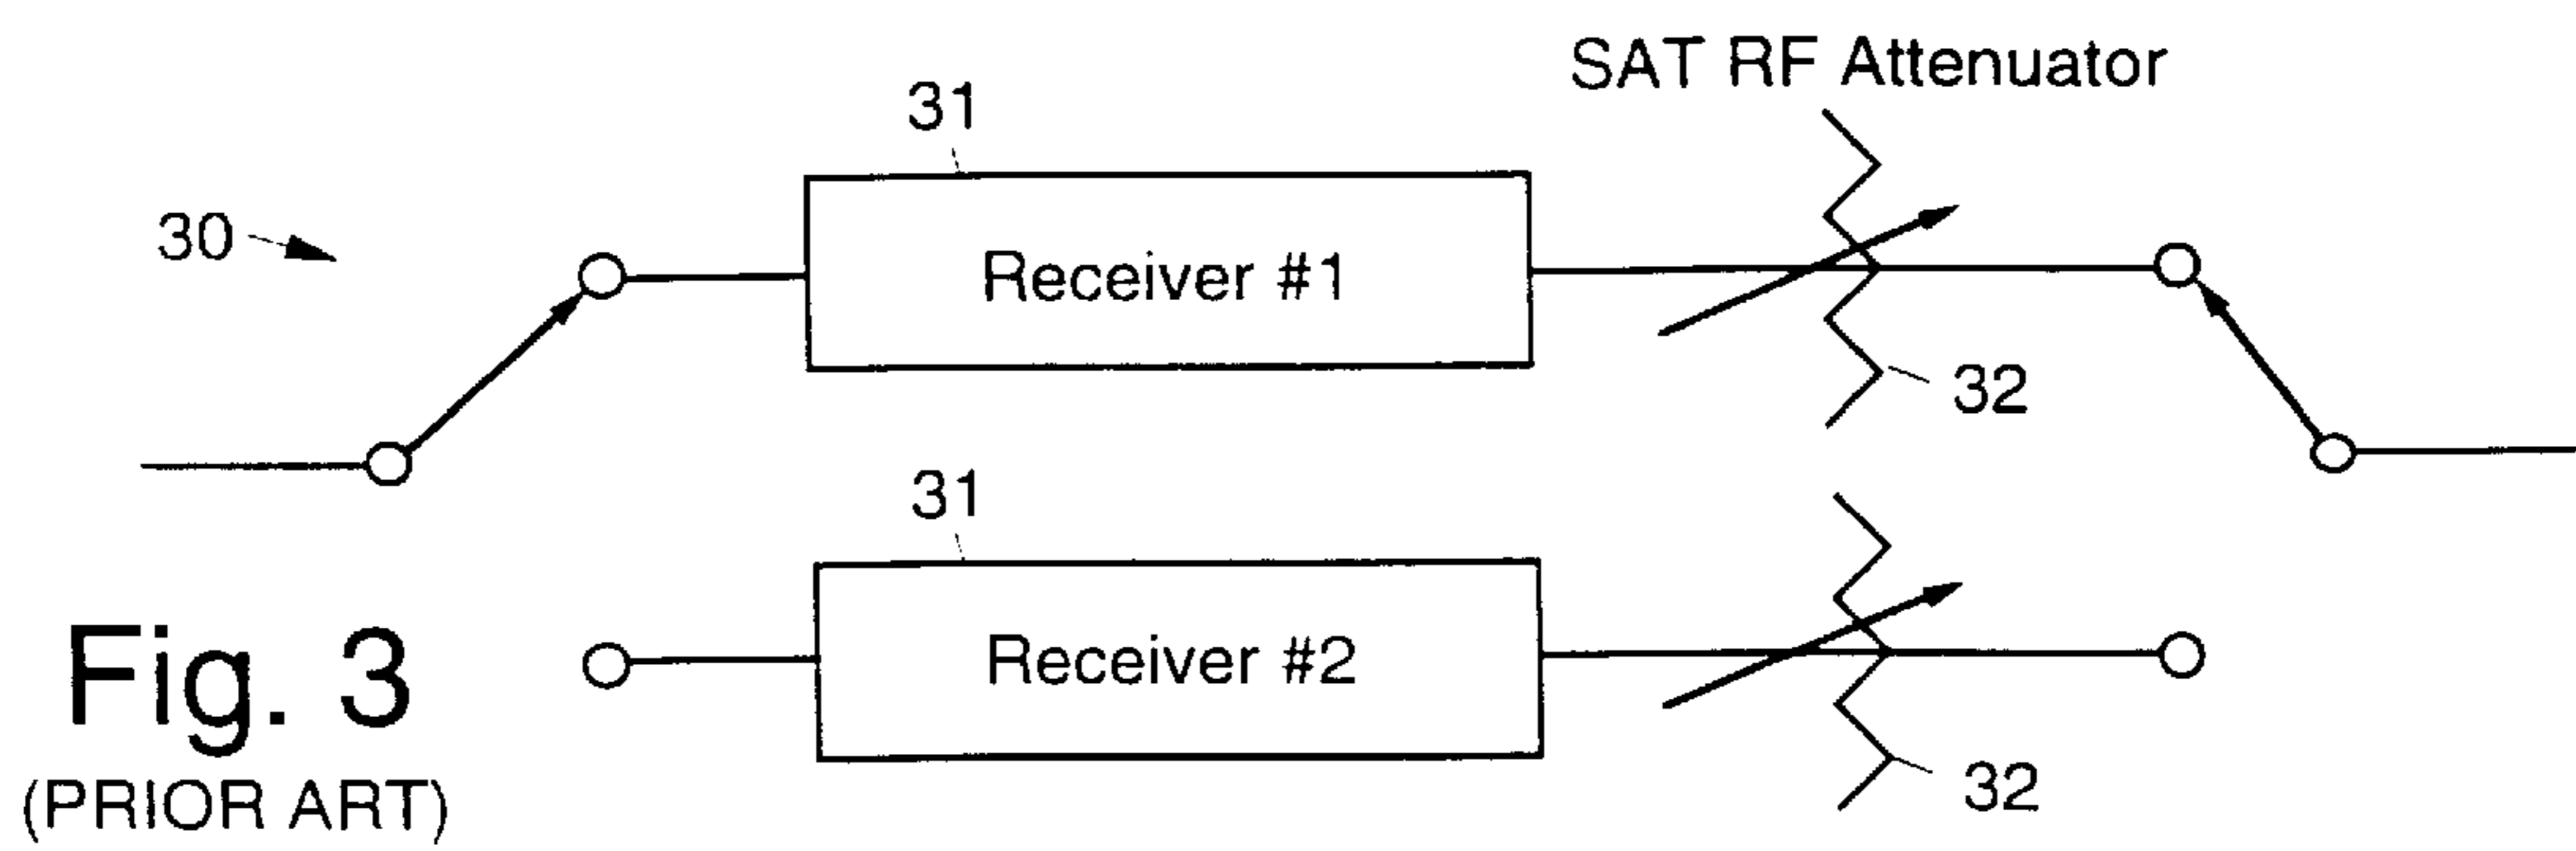 SAT RF Attenuator
31
30
Receiver #1
32
31
Receiver #2
32
Fig. 3
(PRIOR ART)